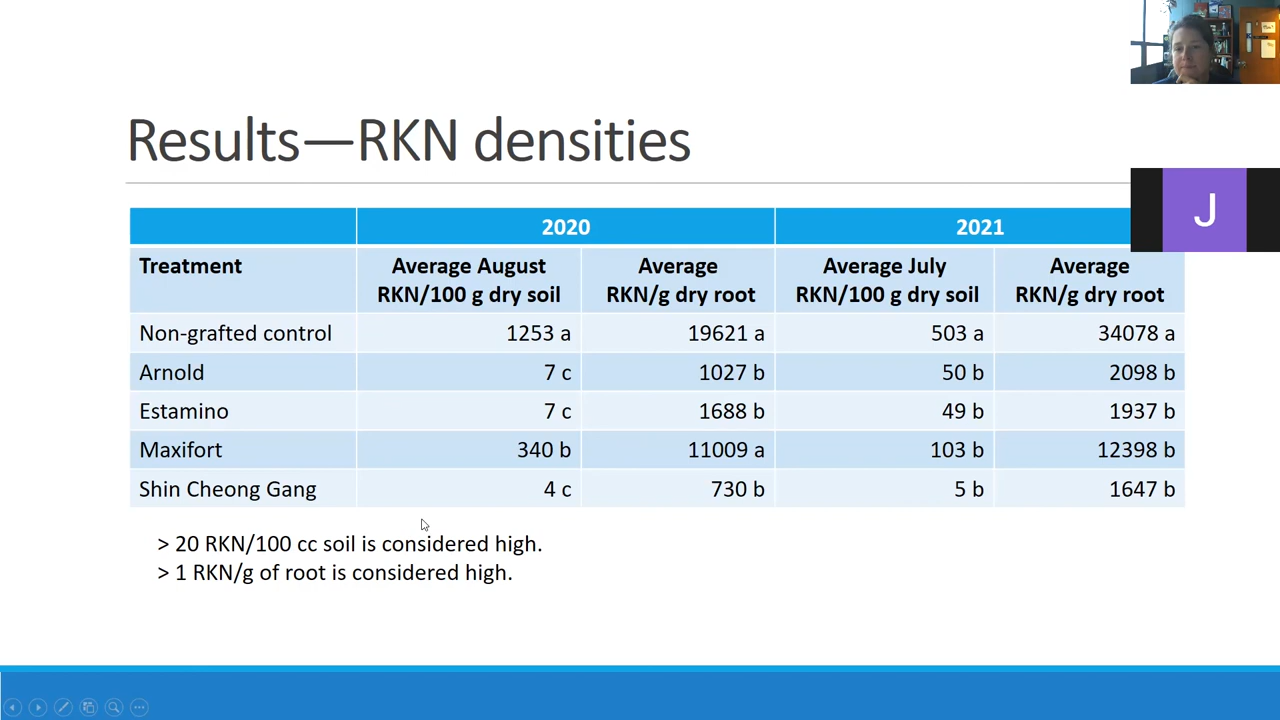 Results—RKN densities
J
2020 2021
Treatment Average August RKN/100 g dry soil Average RKN/g dry root Average July RKN/100 g dry soil Average RKN/g dry root
Non-grafted control 1253 a 19621 a 503 a 34078 a
Arnold 7 c 1027 b 50 b 2098 b
Estamino 7 c 1688 b 49 b 1937 b
Maxifort 340 b 11009 a 103 b 12398 b
Shin Cheong Gang 4 c 730 b 5 b 1647 b
> 20 RKN/100 cc soil is considered high.
> 1 RKN/g of root is considered high.